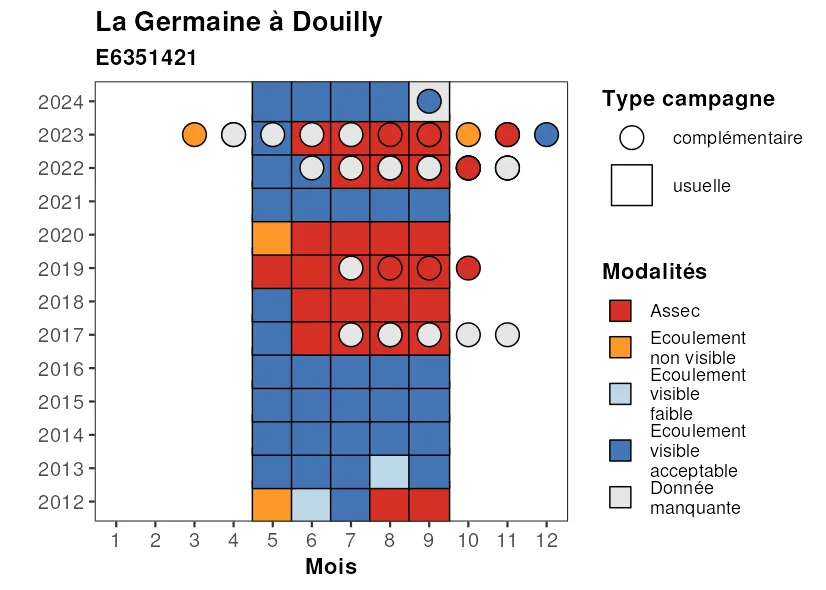 La Germaine à Douilly
E6351421
2024
2023
2022
2021
2020
2019
2018
2017
2016
2015
2014
2013
2012
1 2 3 4 5 6 7 8 9 10 11 12
Mois
Type campagne
complémentaire
usuelle
Modalités
Assec
Ecoulement
non visible
Ecoulement
visible
faible
Ecoulement
visible
acceptable
Donnée
manquante